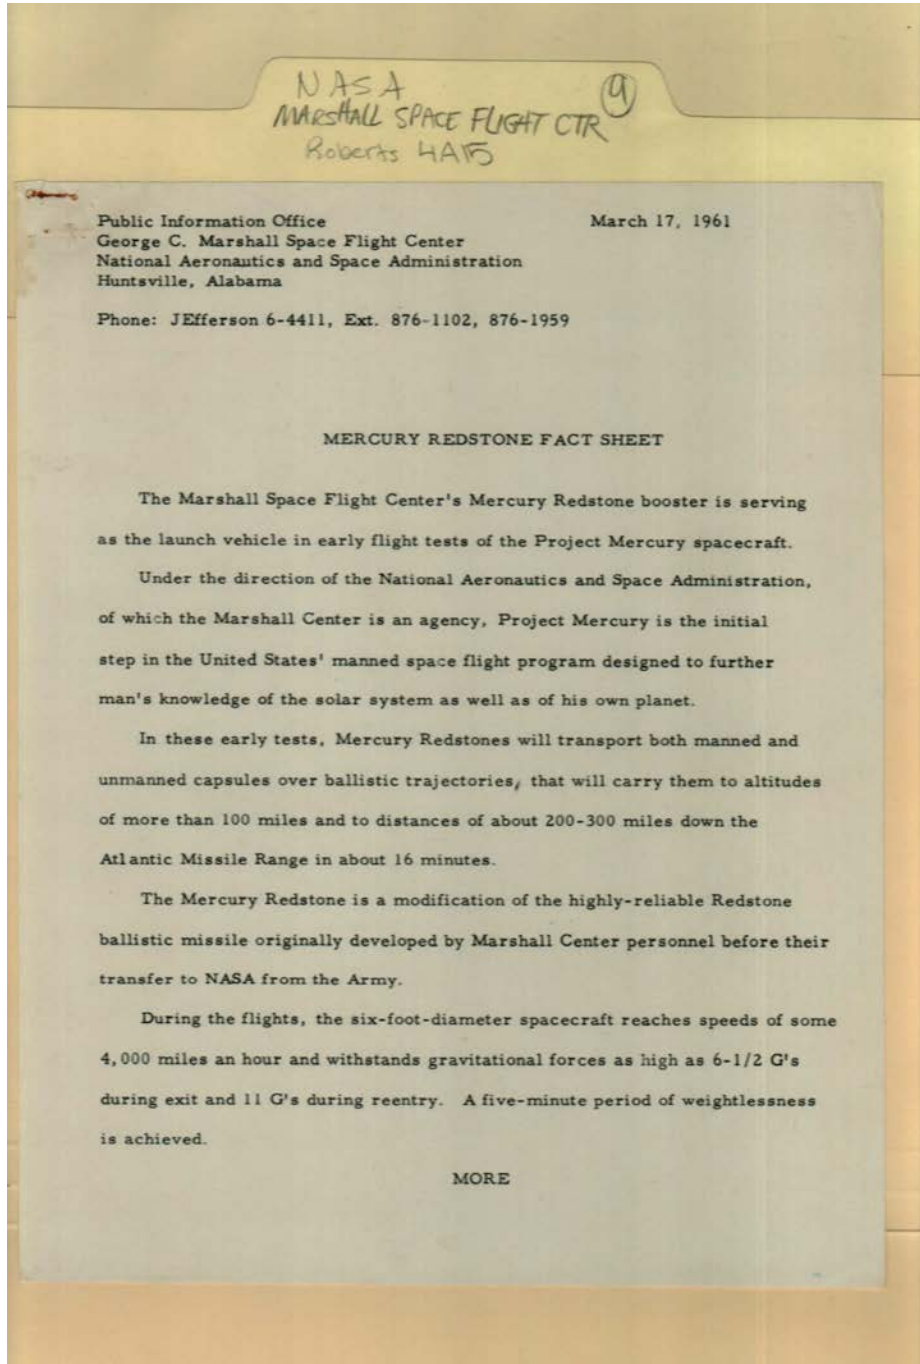 NASA
9
MARSHALL SPACE FLIGHT CTR
Roberts 4A15
Public Information Office
March 17, 1961
George C. Marshall Space Flight Center
National Aeronautics and Space Administration
Huntsville, Alabama
Phone: JEfferson 6-4411, Ext. 876-1102, 876-1959
MERCURY REDSTONE FACT SHEET
The Marshall Space Flight Center's Mercury Redstone booster is serving
as the launch vehicle in early flight tests of the Project Mercury spacecraft.
Under the direction of the National Aeronautics and Space Administration,
of which the Marshall Center is an agency, Project Mercury is the initial
step in the United States' manned space flight program designed to further
man's knowledge of the solar system as well as of his own planet.
In these early tests, Mercury Redstones will transport both manned and
unmanned capsules over ballistic trajectories, that will carry them to altitudes
of more than 100 miles and to distances of about 200-300 miles down the
Atlantic Missile Range in about 16 minutes.
The Mercury Redstone is a modification of the highly-reliable Redstone
ballistic missile originally developed by Marshall Center personnel before their
transfer to NASA from the Army.
During the flights, the six-foot-diameter spacecraft reaches speeds of some
4,000 miles an hour and withstands gravitational forces as high as 6-1/2 G's
during exit and 11 G's during reentry. A five-minute period of weightlessness
is achieved.
MORE